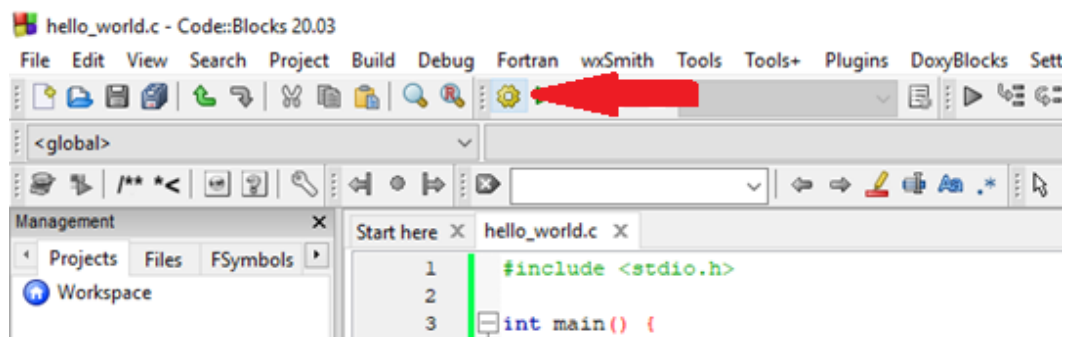 hello_world.c - Code::Blocks 20.03
File Edit View Search Project Build Debug Fortran wxSmith Tools Tools+ Plugins DoxyBlocks Sett
<global>
/** *<
.*
Management
Start here hello_world.c
Projects Files FSymbols
1 #include <stdio.h>
Workspace
2
3 int main() {